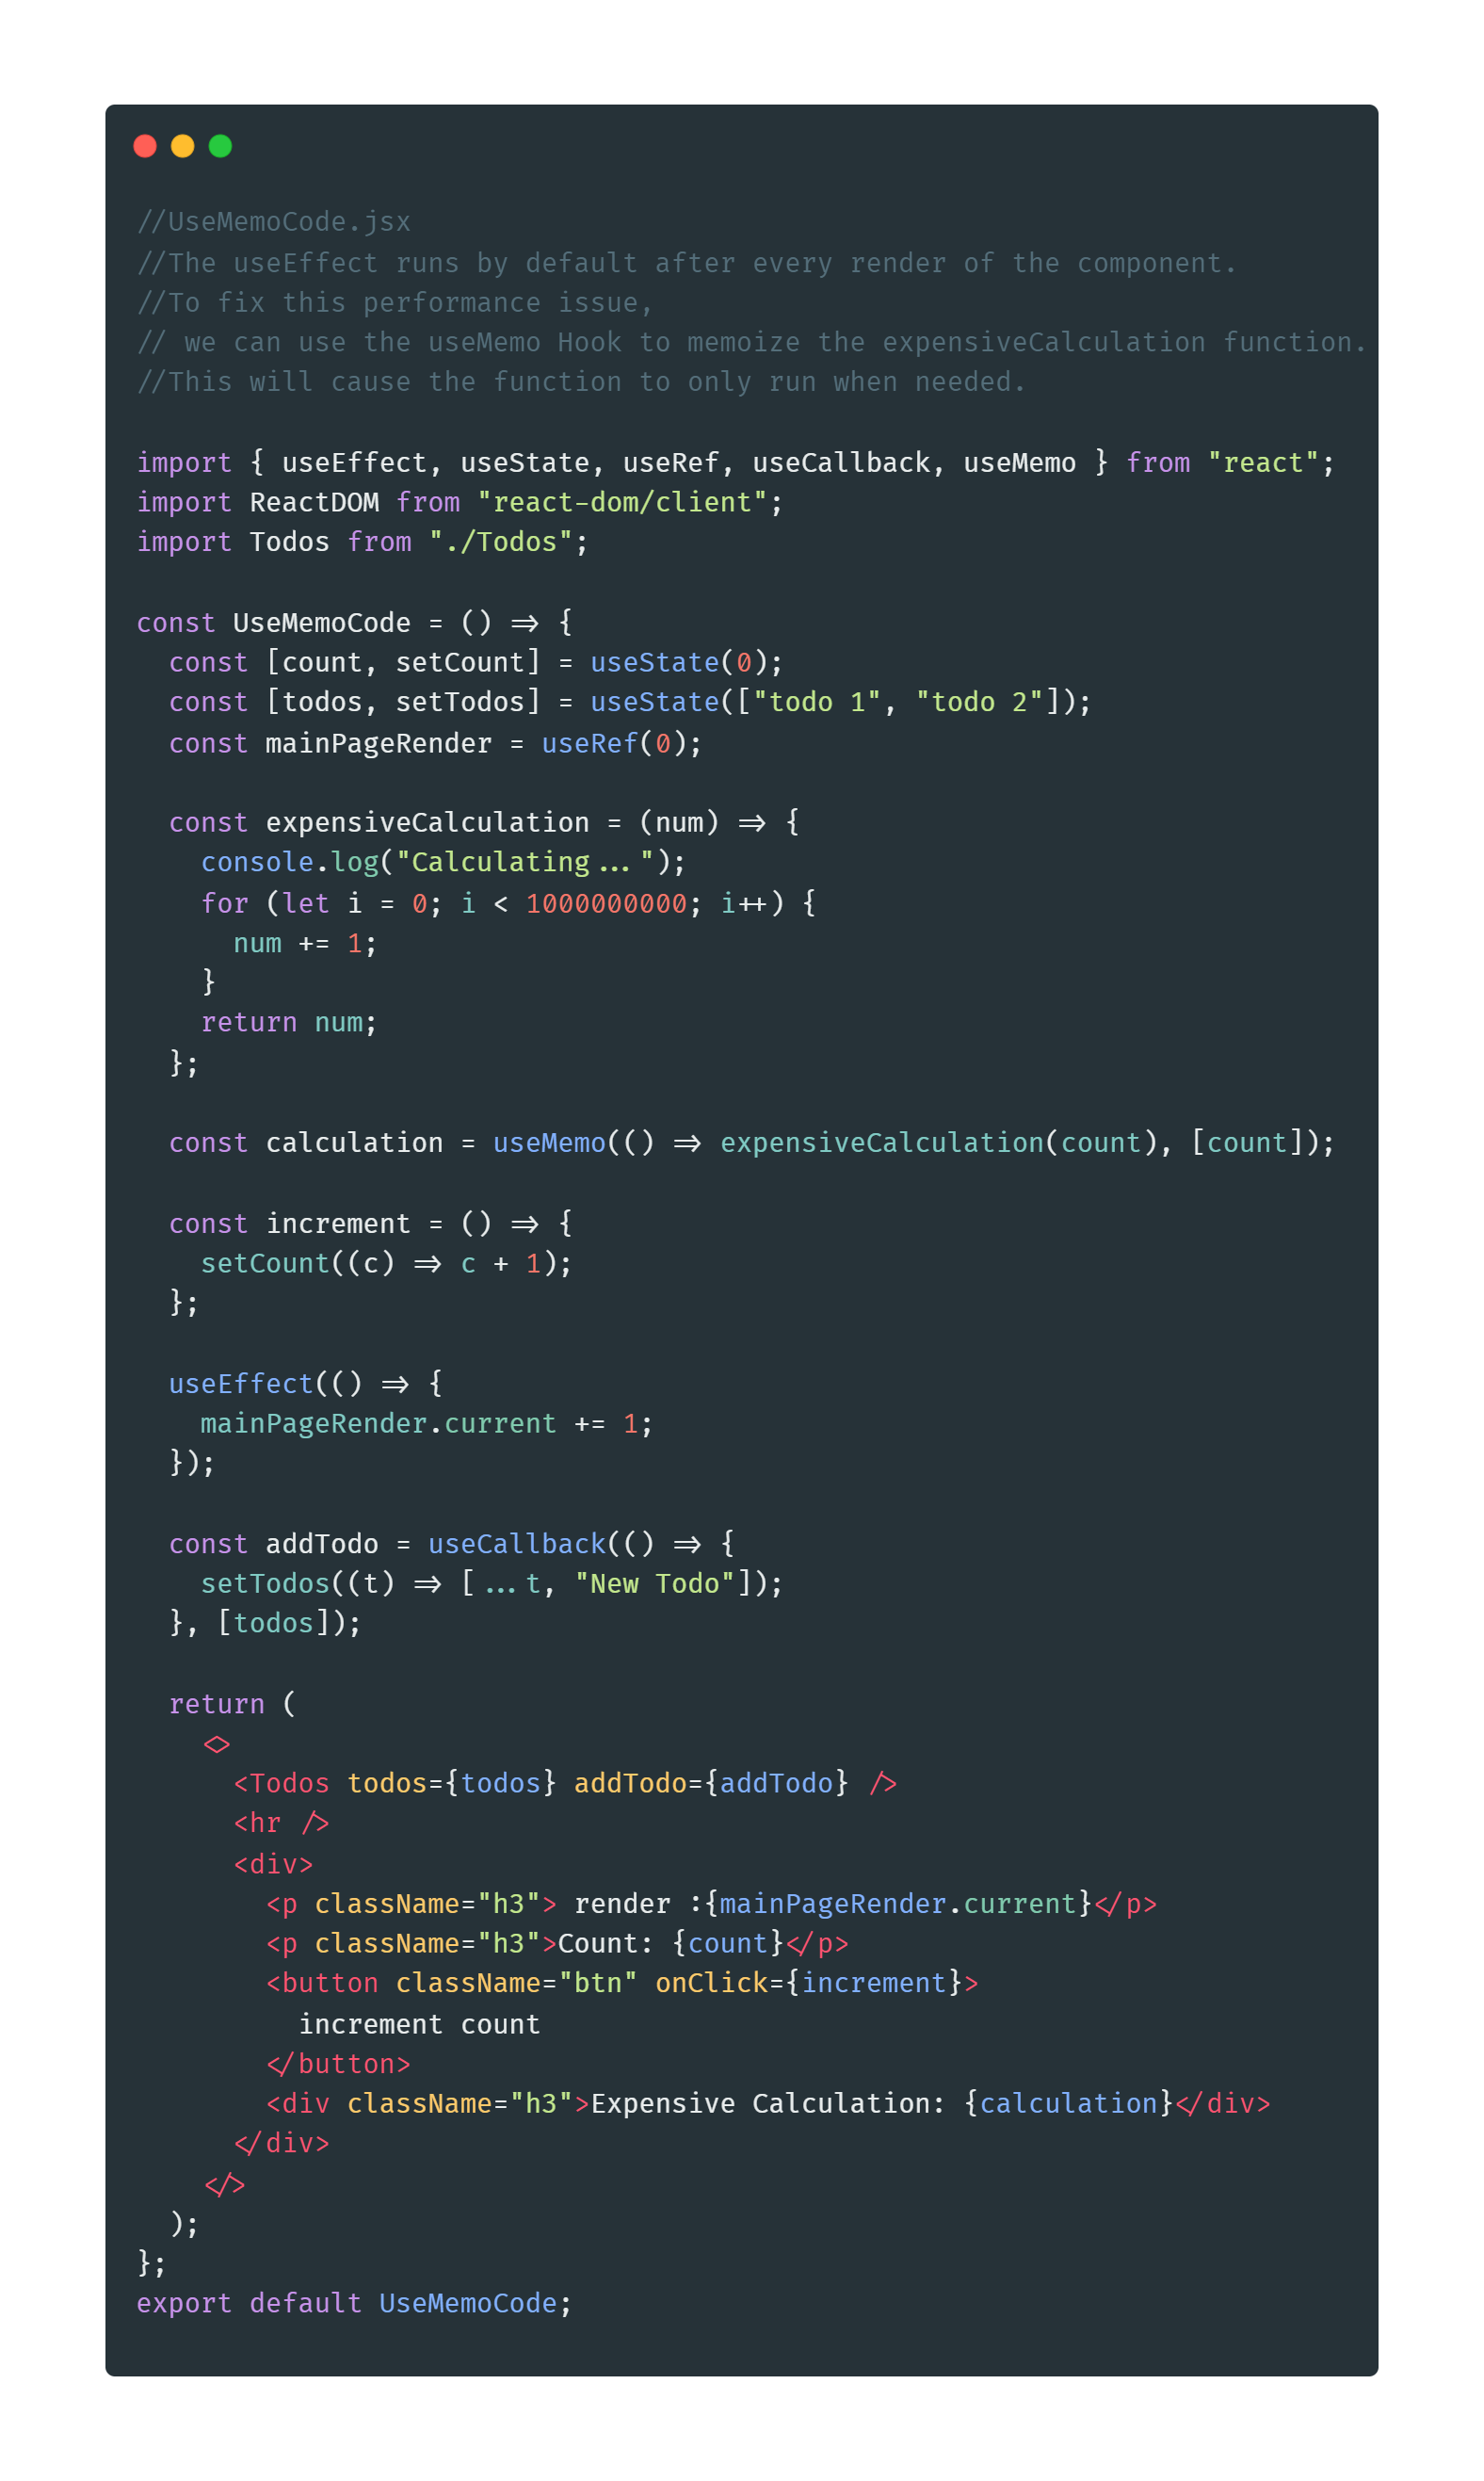 //UseMemoCode.jsx
//The useEffect runs by default after every render of the component.
//To fix this performance issue,
// we can use the useMemo Hook to memoize the expensiveCalculation function.
//This will cause the function to only run when needed.

import { useEffect, useState, useRef, useCallback, useMemo } from "react";
import ReactDOM from "react-dom/client";
import Todos from "./Todos";

const UseMemoCode = () => {
  const [count, setCount] = useState(0);
  const [todos, setTodos] = useState(["todo 1", "todo 2"]);
  const mainPageRender = useRef(0);

  const expensiveCalculation = (num) => {
    console.log("Calculating...");
    for (let i = 0; i < 1000000000; i++) {
      num += 1;
    }
    return num;
  };

  const calculation = useMemo(() => expensiveCalculation(count), [count]);

  const increment = () => {
    setCount((c) => c + 1);
  };

  useEffect(() => {
    mainPageRender.current += 1;
  });

  const addTodo = useCallback(() => {
    setTodos((t) => [...t, "New Todo"]);
  }, [todos]);

  return (
    <>
      <Todos todos={todos} addTodo={addTodo} />
      <hr />
      <div>
        <p className="h3"> render :{mainPageRender.current}</p>
        <p className="h3">Count: {count}</p>
        <button className="btn" onClick={increment}>
          increment count
        </button>
        <div className="h3">Expensive Calculation: {calculation}</div>
      </div>
    </>
  );
};
export default UseMemoCode;